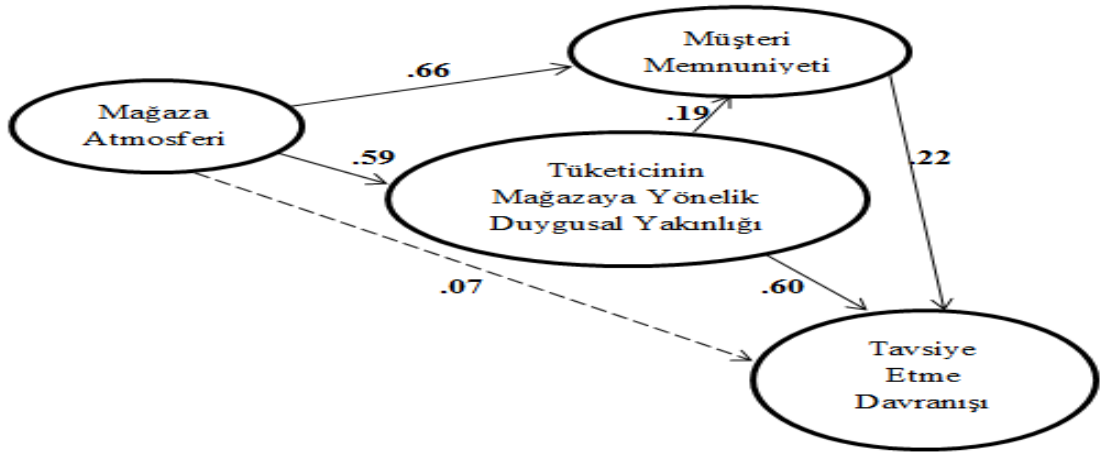 Müşteri
Memnuniyeti
.66
Mağaza
Atmosferi
.19
.59
.22
Tüketicinin
Mağazaya Yönelik
Duygusal Yakınlığı
.07
.60
Tavsiye
Etme
Davranışı